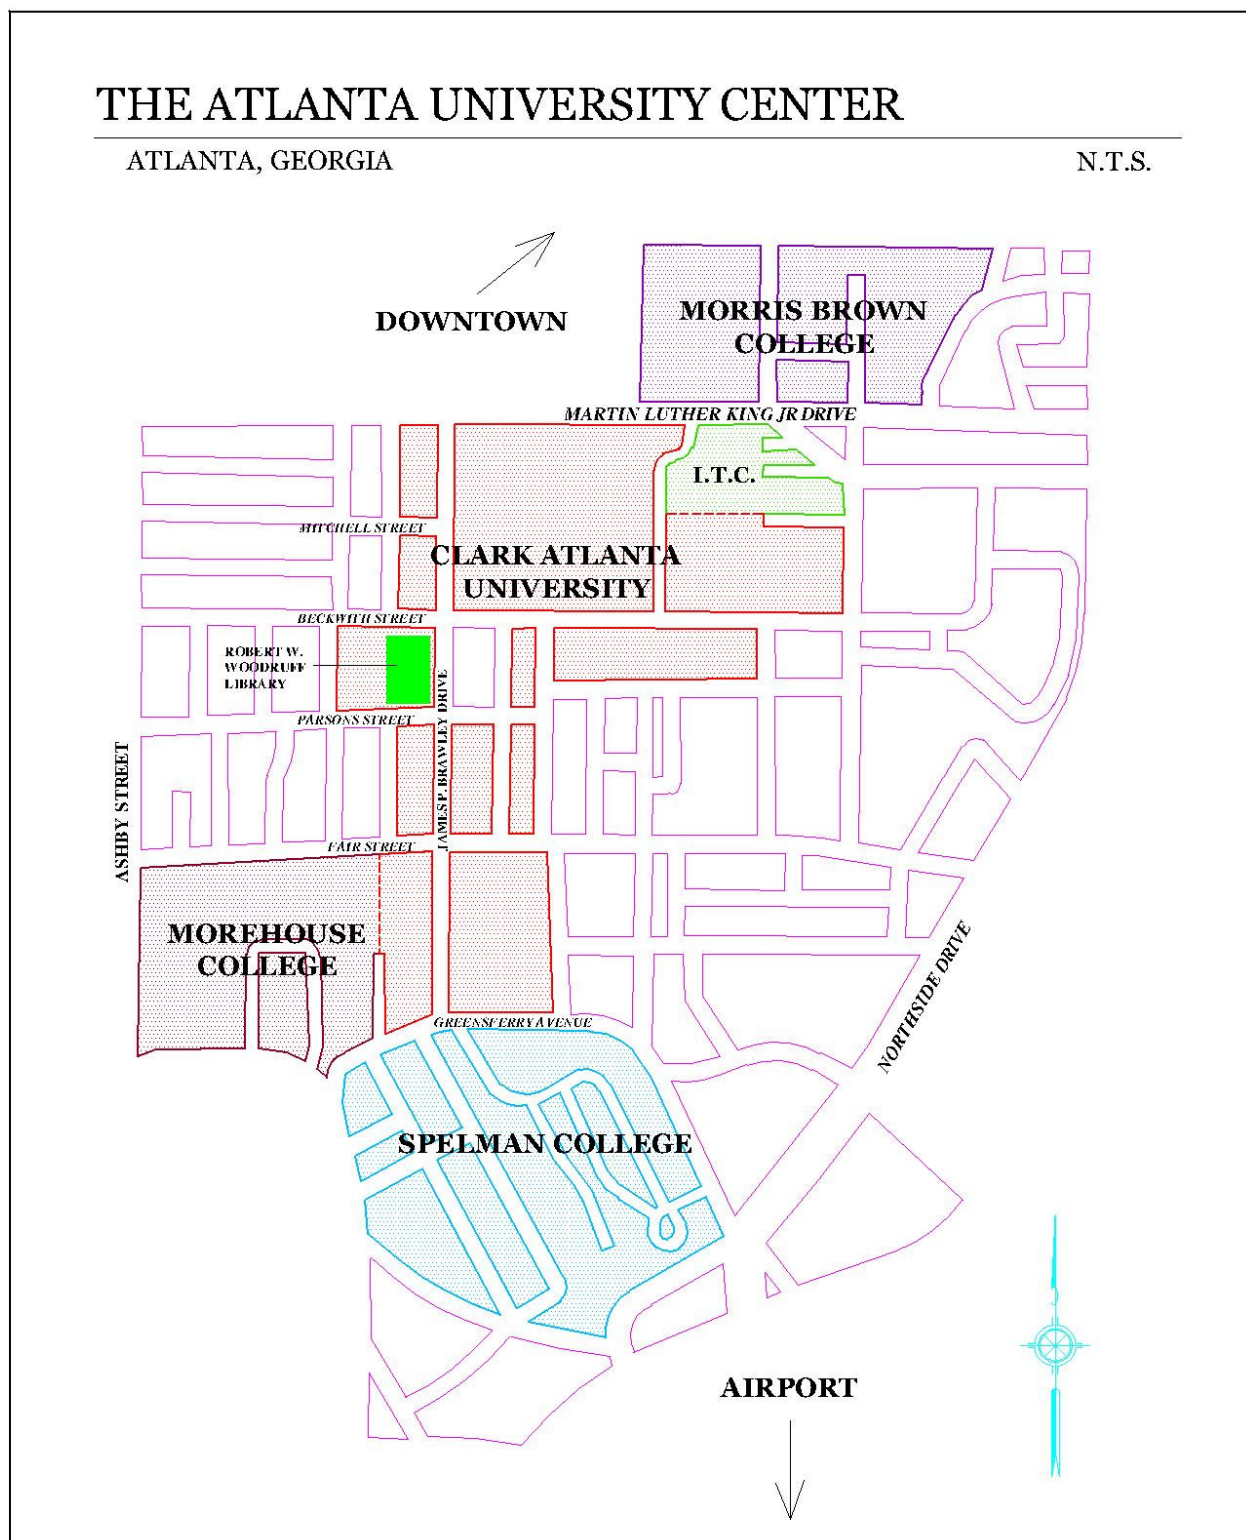 THE ATLANTA UNIVERSITY CENTER
ATLANTA, GEORGIA
N.T.S.
DOWNTOWN
MORRIS BROWN
COLLEGE
MARTIN LUTHER KING JR DRIVE
I.T.C.
MITCHELL STREET
CLARK ATLANTA
UNIVERSITY
BECKWITH STREET
ROBERT W.
WOODRUFF
LIBRARY
PARSONS STREET
JAMES P. BRAWLEY DRIVE
ASHBY STREET
FAIR STREET
MOREHOUSE
COLLEGE
NORTHSIDE DRIVE
GREENSFERRY AVENUE
SPELMAN COLLEGE
AIRPORT